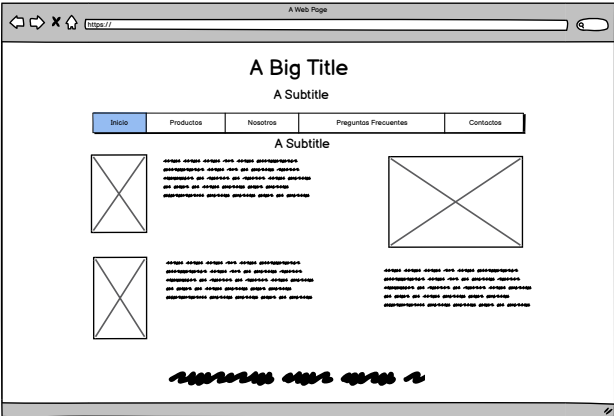 A Web Page
https://
A Big Title
A Subtitle
Inicio Productos Nosotros Preguntas Frecuentes Contactos
A Subtitle